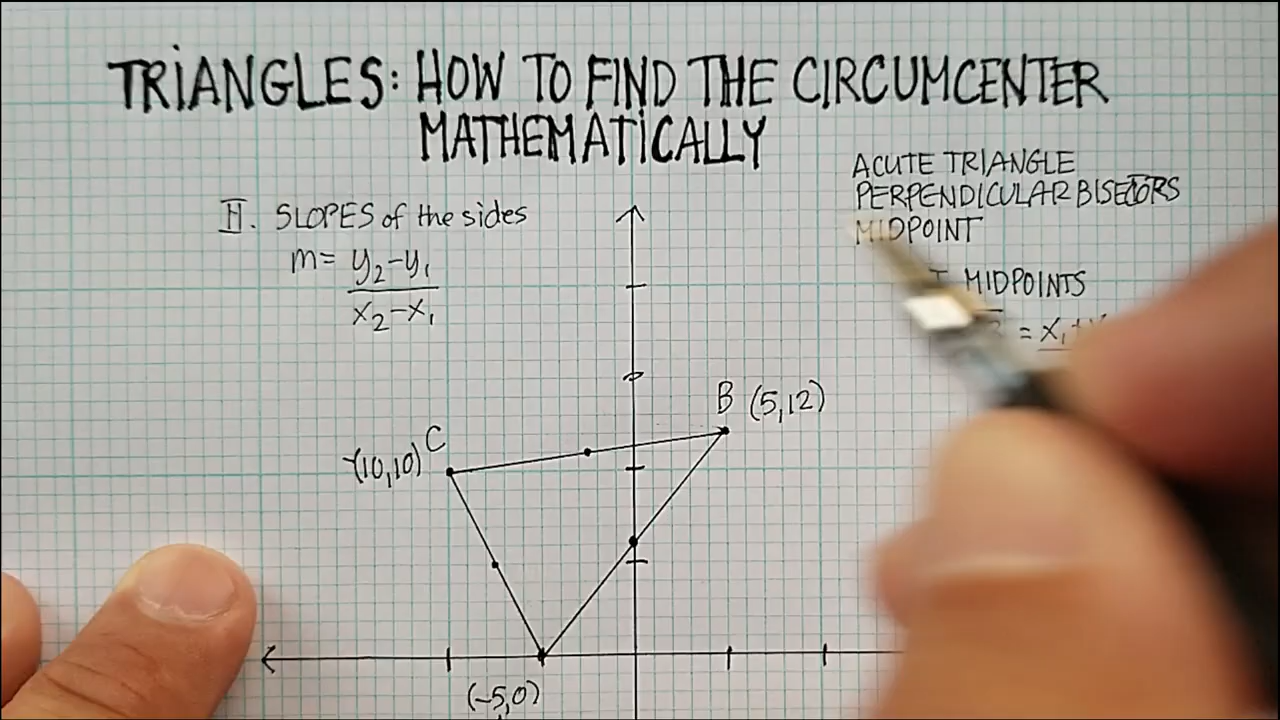 TRIANGLES: HOW TO FIND THE CIRCUMCENTER
MATHEMATICALLY
ACUTE TRIANGLE
PERPENDICULAR BISECTORS
MIDPOINT
II. SLOPES of the sides
m = y₂-y₁
x₂-x₁
I MIDPOINTS
= x₁+
B (5,12)
C
-(10,10)
(-5,0)